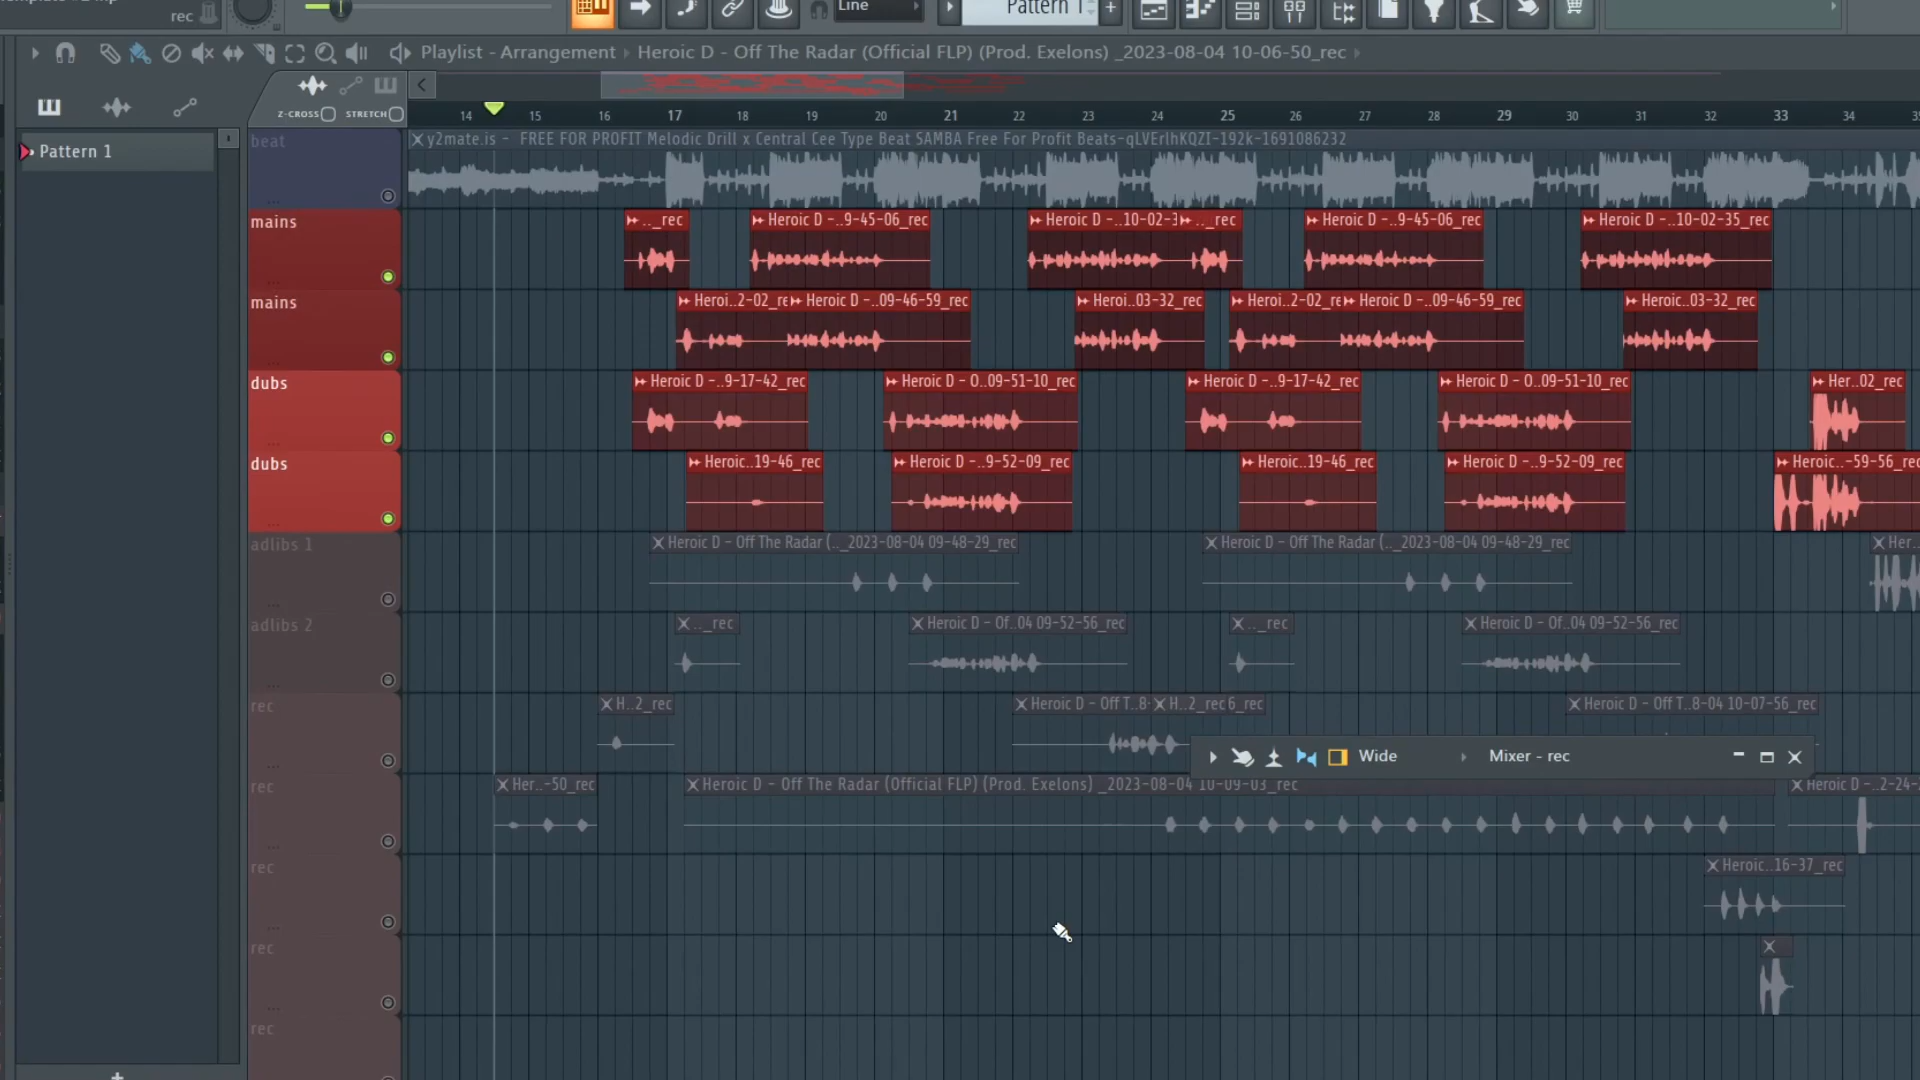 rec
Line
Pattern 1
Playlist - Arrangement
Heroic D - Off The Radar (Official FLP) (Prod. Exelons) _2023-08-04 10-06-50_rec
Z-CROSS
STRETCH
14 15 16 17 18 19 20 21 22 23 24 25 26 27 28 29 30 31 32 33 34
Pattern 1
beat
y2mate.is - FREE FOR PROFIT Melodic Drill x Central Cee Type Beat SAMBA Free For Profit Beats-qLVErlhKQZI-192k-1691086232
mains
.._rec
Heroic D -..9-45-06_rec
Heroic D -..10-02-3
.._rec
Heroic D -..9-45-06_rec
Heroic D -..10-02-35_rec
mains
Heroi..2-02_re
Heroic D -..09-46-59_rec
Heroi..03-32_rec
Heroi..2-02_re
Heroic D -..09-46-59_rec
Heroic..03-32_rec
dubs
Heroic D -..9-17-42_rec
Heroic D - O..09-51-10_rec
Heroic D -..9-17-42_rec
Heroic D - O..09-51-10_rec
Her..02_rec
dubs
Heroic..19-46_rec
Heroic D -..9-52-09_rec
Heroic..19-46_rec
Heroic D -..9-52-09_rec
Heroic..-59-56_rec
adlibs 1
Heroic D - Off The Radar (.._2023-08-04 09-48-29_rec
Heroic D - Off The Radar (.._2023-08-04 09-48-29_rec
Her..
adlibs 2
.._rec
Heroic D - Of..04 09-52-56_rec
.._rec
Heroic D - Of..04 09-52-56_rec
rec
H..2_rec
Heroic D - Off T..8-
H..2_rec
6_rec
Heroic D - Off T..8-04 10-07-56_rec
Wide
Mixer - rec
rec
Her..-50_rec
Heroic D - Off The Radar (Official FLP) (Prod. Exelons) _2023-08-04 10-09-03_rec
Heroic D -..2-24-
rec
Heroic..16-37_rec
rec
rec